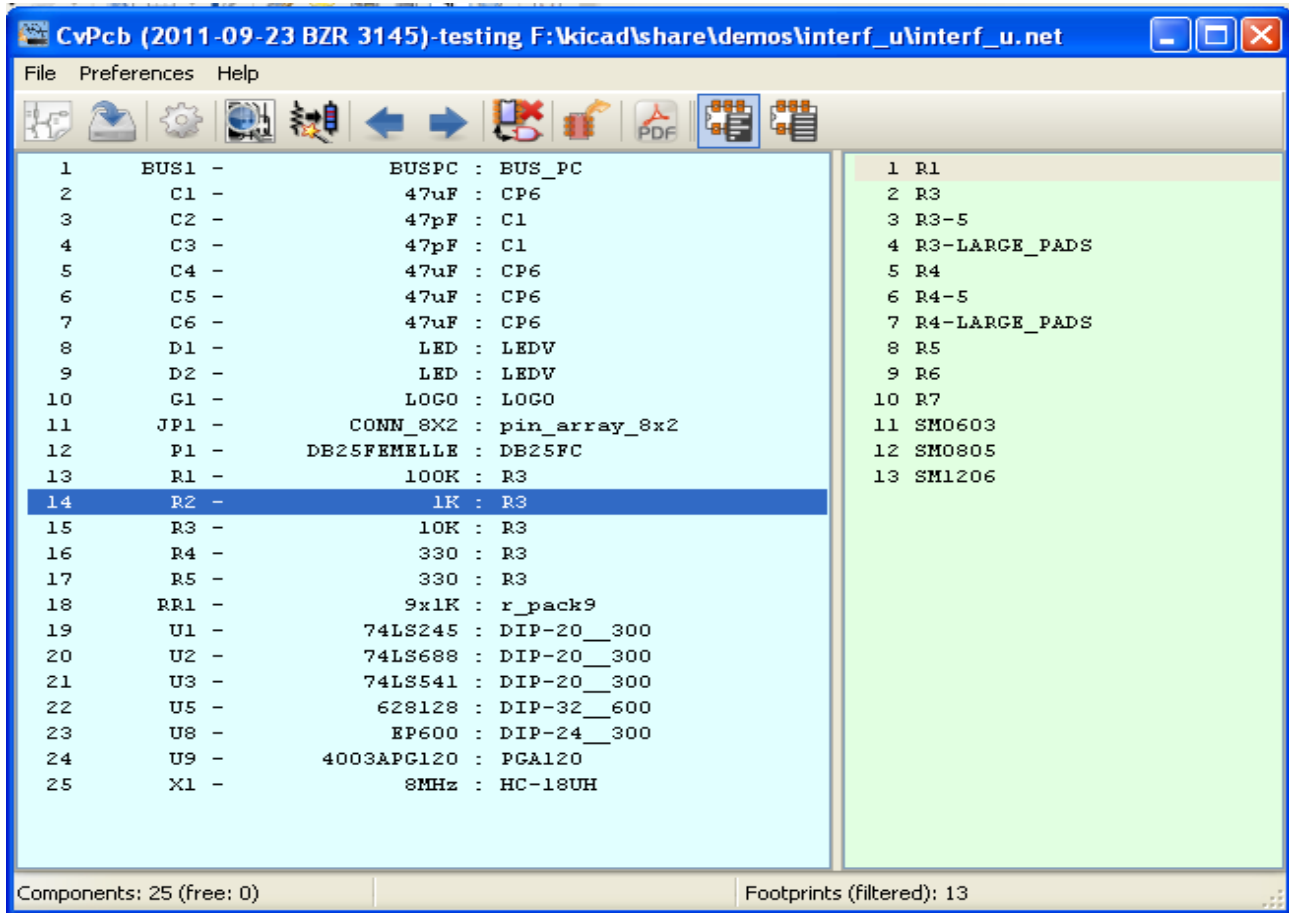 CvPcb (2011-09-23 BZR 3145)-testing F:\kicad\share\demos\interf_u\interf_u.net
File Preferences Help
PDF
1 BUS1 - BUSPC : BUS_PC
2 C1 - 47uF : CP6
3 C2 - 47pF : C1
4 C3 - 47pF : C1
5 C4 - 47uF : CP6
6 C5 - 47uF : CP6
7 C6 - 47uF : CP6
8 D1 - LED : LEDV
9 D2 - LED : LEDV
10 G1 - LOGO : LOGO
11 JP1 - CONN_8X2 : pin_array_8x2
12 P1 - DB25FEMELLE : DB25FC
13 R1 - 100K : R3
14 R2 - 1K : R3
15 R3 - 10K : R3
16 R4 - 330 : R3
17 R5 - 330 : R3
18 RR1 - 9x1K : r_pack9
19 U1 - 74LS245 : DIP-20__300
20 U2 - 74LS688 : DIP-20__300
21 U3 - 74LS541 : DIP-20__300
22 U5 - 628128 : DIP-32__600
23 U8 - EP600 : DIP-24__300
24 U9 - 4003APG120 : PGA120
25 X1 - 8MHz : HC-18UH
1 R1
2 R3
3 R3-5
4 R3-LARGE_PADS
5 R4
6 R4-5
7 R4-LARGE_PADS
8 R5
9 R6
10 R7
11 SM0603
12 SM0805
13 SM1206
Components: 25 (free: 0)
Footprints (filtered): 13